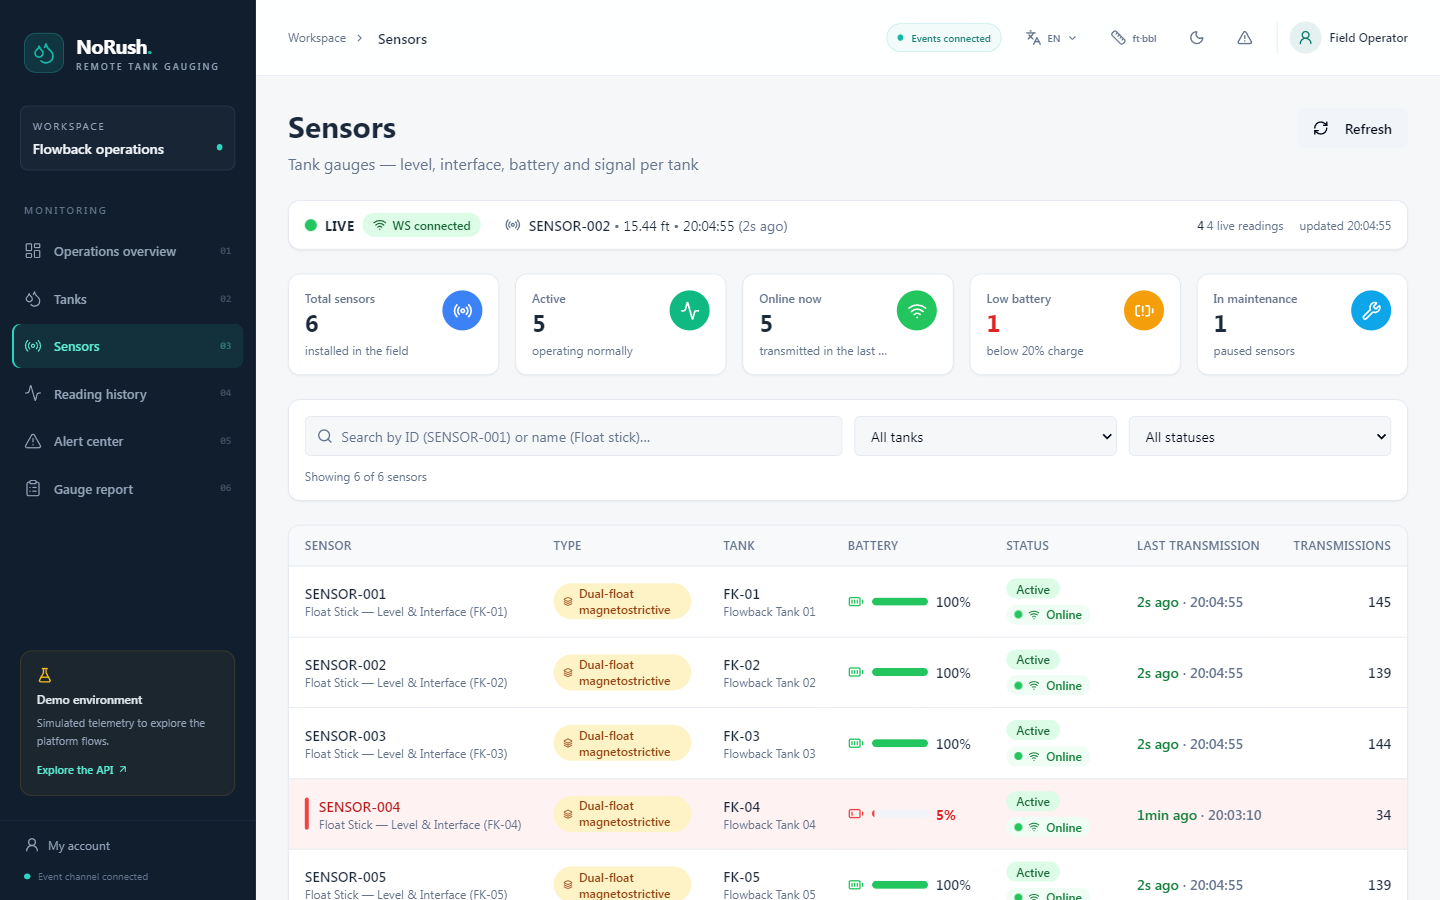 NoRush.
REMOTE TANK GAUGING
WORKSPACE
Flowback operations
MONITORING
Operations overview 01
Tanks 02
Sensors 03
Reading history 04
Alert center 05
Gauge report 06
Demo environment
Simulated telemetry to explore the
platform flows.
Explore the API
My account
Event channel connected
Workspace > Sensors
Events connected
EN
ft·bbl
Field Operator
Sensors
Refresh
Tank gauges — level, interface, battery and signal per tank
LIVE WS connected SENSOR-002 • 15.44 ft • 20:04:55 (2s ago) 4 4 live readings updated 20:04:55
Total sensors
6
installed in the field
Active
5
operating normally
Online now
5
transmitted in the last ...
Low battery
1
below 20% charge
In maintenance
1
paused sensors
Search by ID (SENSOR-001) or name (Float stick)...
All tanks
All statuses
Showing 6 of 6 sensors
SENSOR TYPE TANK BATTERY STATUS LAST TRANSMISSION TRANSMISSIONS
SENSOR-001
Float Stick — Level & Interface (FK-01)
Dual-float
magnetostrictive
FK-01
Flowback Tank 01
100%
Active
Online
2s ago · 20:04:55
145
SENSOR-002
Float Stick — Level & Interface (FK-02)
Dual-float
magnetostrictive
FK-02
Flowback Tank 02
100%
Active
Online
2s ago · 20:04:55
139
SENSOR-003
Float Stick — Level & Interface (FK-03)
Dual-float
magnetostrictive
FK-03
Flowback Tank 03
100%
Active
Online
2s ago · 20:04:55
144
SENSOR-004
Float Stick — Level & Interface (FK-04)
Dual-float
magnetostrictive
FK-04
Flowback Tank 04
5%
Active
Online
1min ago · 20:03:10
34
SENSOR-005
Float Stick — Level & Interface (FK-05)
Dual-float
magnetostrictive
FK-05
Flowback Tank 05
100%
Active
Online
2s ago · 20:04:55
139